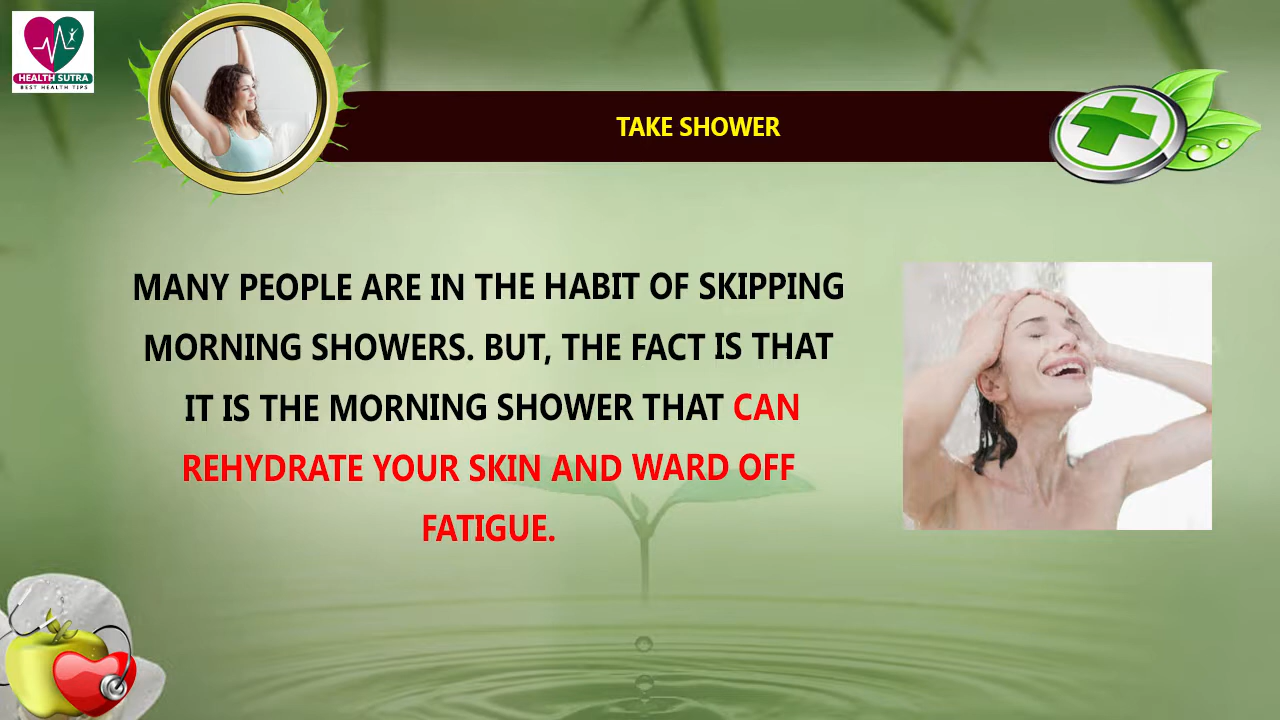 HEALTH SUTRA
BEST HEALTH TIPS
TAKE SHOWER
MANY PEOPLE ARE IN THE HABIT OF SKIPPING
MORNING SHOWERS. BUT, THE FACT IS THAT
IT IS THE MORNING SHOWER THAT CAN
REHYDRATE YOUR SKIN AND WARD OFF
FATIGUE.